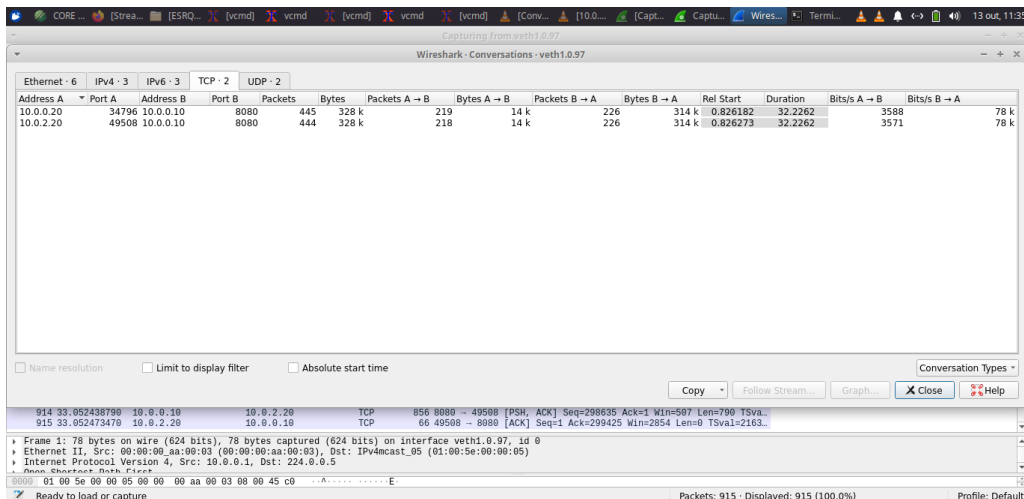 CORE ... [Strea... [ESRQ... [vcmd] vcmd [vcmd] vcmd [vcmd] [Conv... [10.0.... [Capt... Captu... Wires... Termi... 13 out, 11:35
Capturing from veth1.0.97
Wireshark · Conversations · veth1.0.97
Ethernet · 6 IPv4 · 3 IPv6 · 3 TCP · 2 UDP · 2
Address A Port A Address B Port B Packets Bytes Packets A → B Bytes A → B Packets B → A Bytes B → A Rel Start Duration Bits/s A → B Bits/s B → A
10.0.0.20 34796 10.0.0.10 8080 445 328 k 219 14 k 226 314 k 0.826182 32.2262 3588 78 k
10.0.2.20 49508 10.0.0.10 8080 444 328 k 218 14 k 226 314 k 0.826273 32.2262 3571 78 k
Name resolution Limit to display filter Absolute start time Conversation Types
Copy Follow Stream... Graph... Close Help
914 33.052438790 10.0.0.10 10.0.2.20 TCP 856 8080 → 49508 [PSH, ACK] Seq=298635 Ack=1 Win=507 Len=790 TSva...
915 33.052473470 10.0.2.20 10.0.0.10 TCP 66 49508 → 8080 [ACK] Seq=1 Ack=299425 Win=2854 Len=0 TSval=2163...
Frame 1: 78 bytes on wire (624 bits), 78 bytes captured (624 bits) on interface veth1.0.97, id 0
Ethernet II, Src: 00:00:00_aa:00:03 (00:00:00:aa:00:03), Dst: IPv4mcast_05 (01:00:5e:00:00:05)
Internet Protocol Version 4, Src: 10.0.0.1, Dst: 224.0.0.5
Open Shortest Path First
0000 01 00 5e 00 00 05 00 00 00 aa 00 03 08 00 45 c0 ··^····· ······E·
Ready to load or capture Packets: 915 · Displayed: 915 (100.0%) Profile: Default